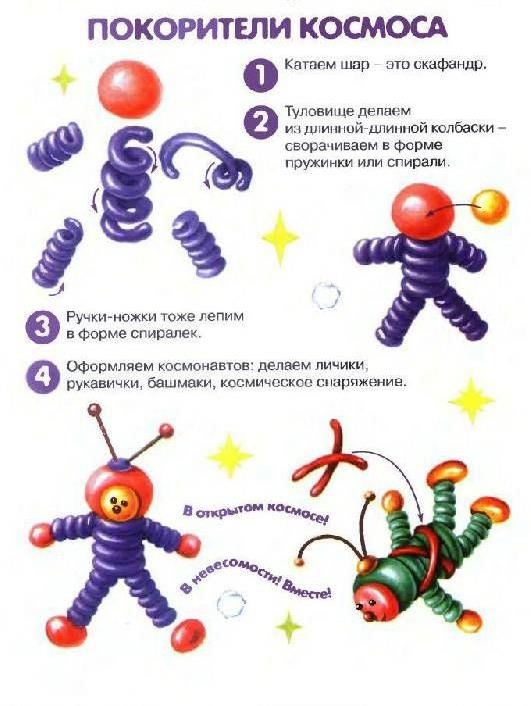 ПОКОРИТЕЛИ КОСМОСА
1 Катаем шар – это скафандр.
2 Туловище делаем
из длинной-длинной колбаски –
сворачиваем в форме
пружинки или спирали.
3 Ручки-ножки тоже лепим
в форме спиралек.
4 Оформляем космонавтов: делаем личики,
рукавички, башмаки, космическое снаряжение.
В открытом космосе!
В невесомости! Вместе!